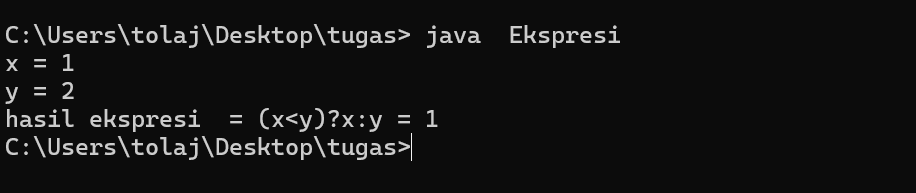 C:\Users\tolaj\Desktop\tugas> java  Ekspresi
x = 1
y = 2
hasil ekspresi  = (x<y)?x:y = 1
C:\Users\tolaj\Desktop\tugas>